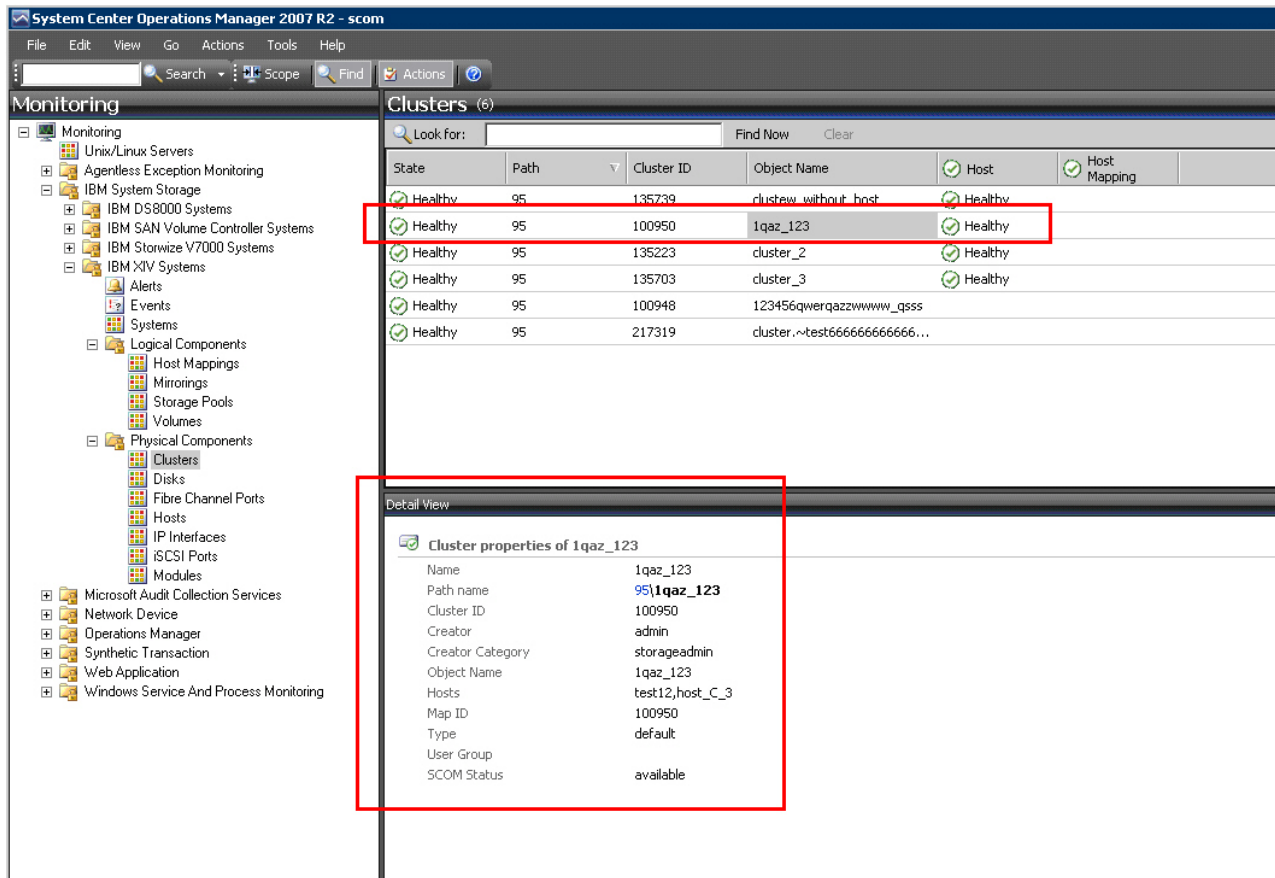 System Center Operations Manager 2007 R2 - scom
File Edit View Go Actions Tools Help
Search Scope Find Actions
Monitoring
Monitoring
Unix/Linux Servers
Agentless Exception Monitoring
IBM System Storage
IBM DS8000 Systems
IBM SAN Volume Controller Systems
IBM Storwize V7000 Systems
IBM XIV Systems
Alerts
Events
Systems
Logical Components
Host Mappings
Mirrorings
Storage Pools
Volumes
Physical Components
Clusters
Disks
Fibre Channel Ports
Hosts
IP Interfaces
iSCSI Ports
Modules
Microsoft Audit Collection Services
Network Device
Operations Manager
Synthetic Transaction
Web Application
Windows Service And Process Monitoring
Clusters (6)
Look for: Find Now Clear
State Path Cluster ID Object Name Host Host Mapping
Healthy 95 135739 clustew_without_host Healthy
Healthy 95 100950 1qaz_123 Healthy
Healthy 95 135223 cluster_2 Healthy
Healthy 95 135703 cluster_3 Healthy
Healthy 95 100948 123456qwerqazzwwww_qsss
Healthy 95 217319 cluster.~test666666666666...
Detail View
Cluster properties of 1qaz_123
Name 1qaz_123
Path name 95\1qaz_123
Cluster ID 100950
Creator admin
Creator Category storageadmin
Object Name 1qaz_123
Hosts test12,host_C_3
Map ID 100950
Type default
User Group
SCOM Status available